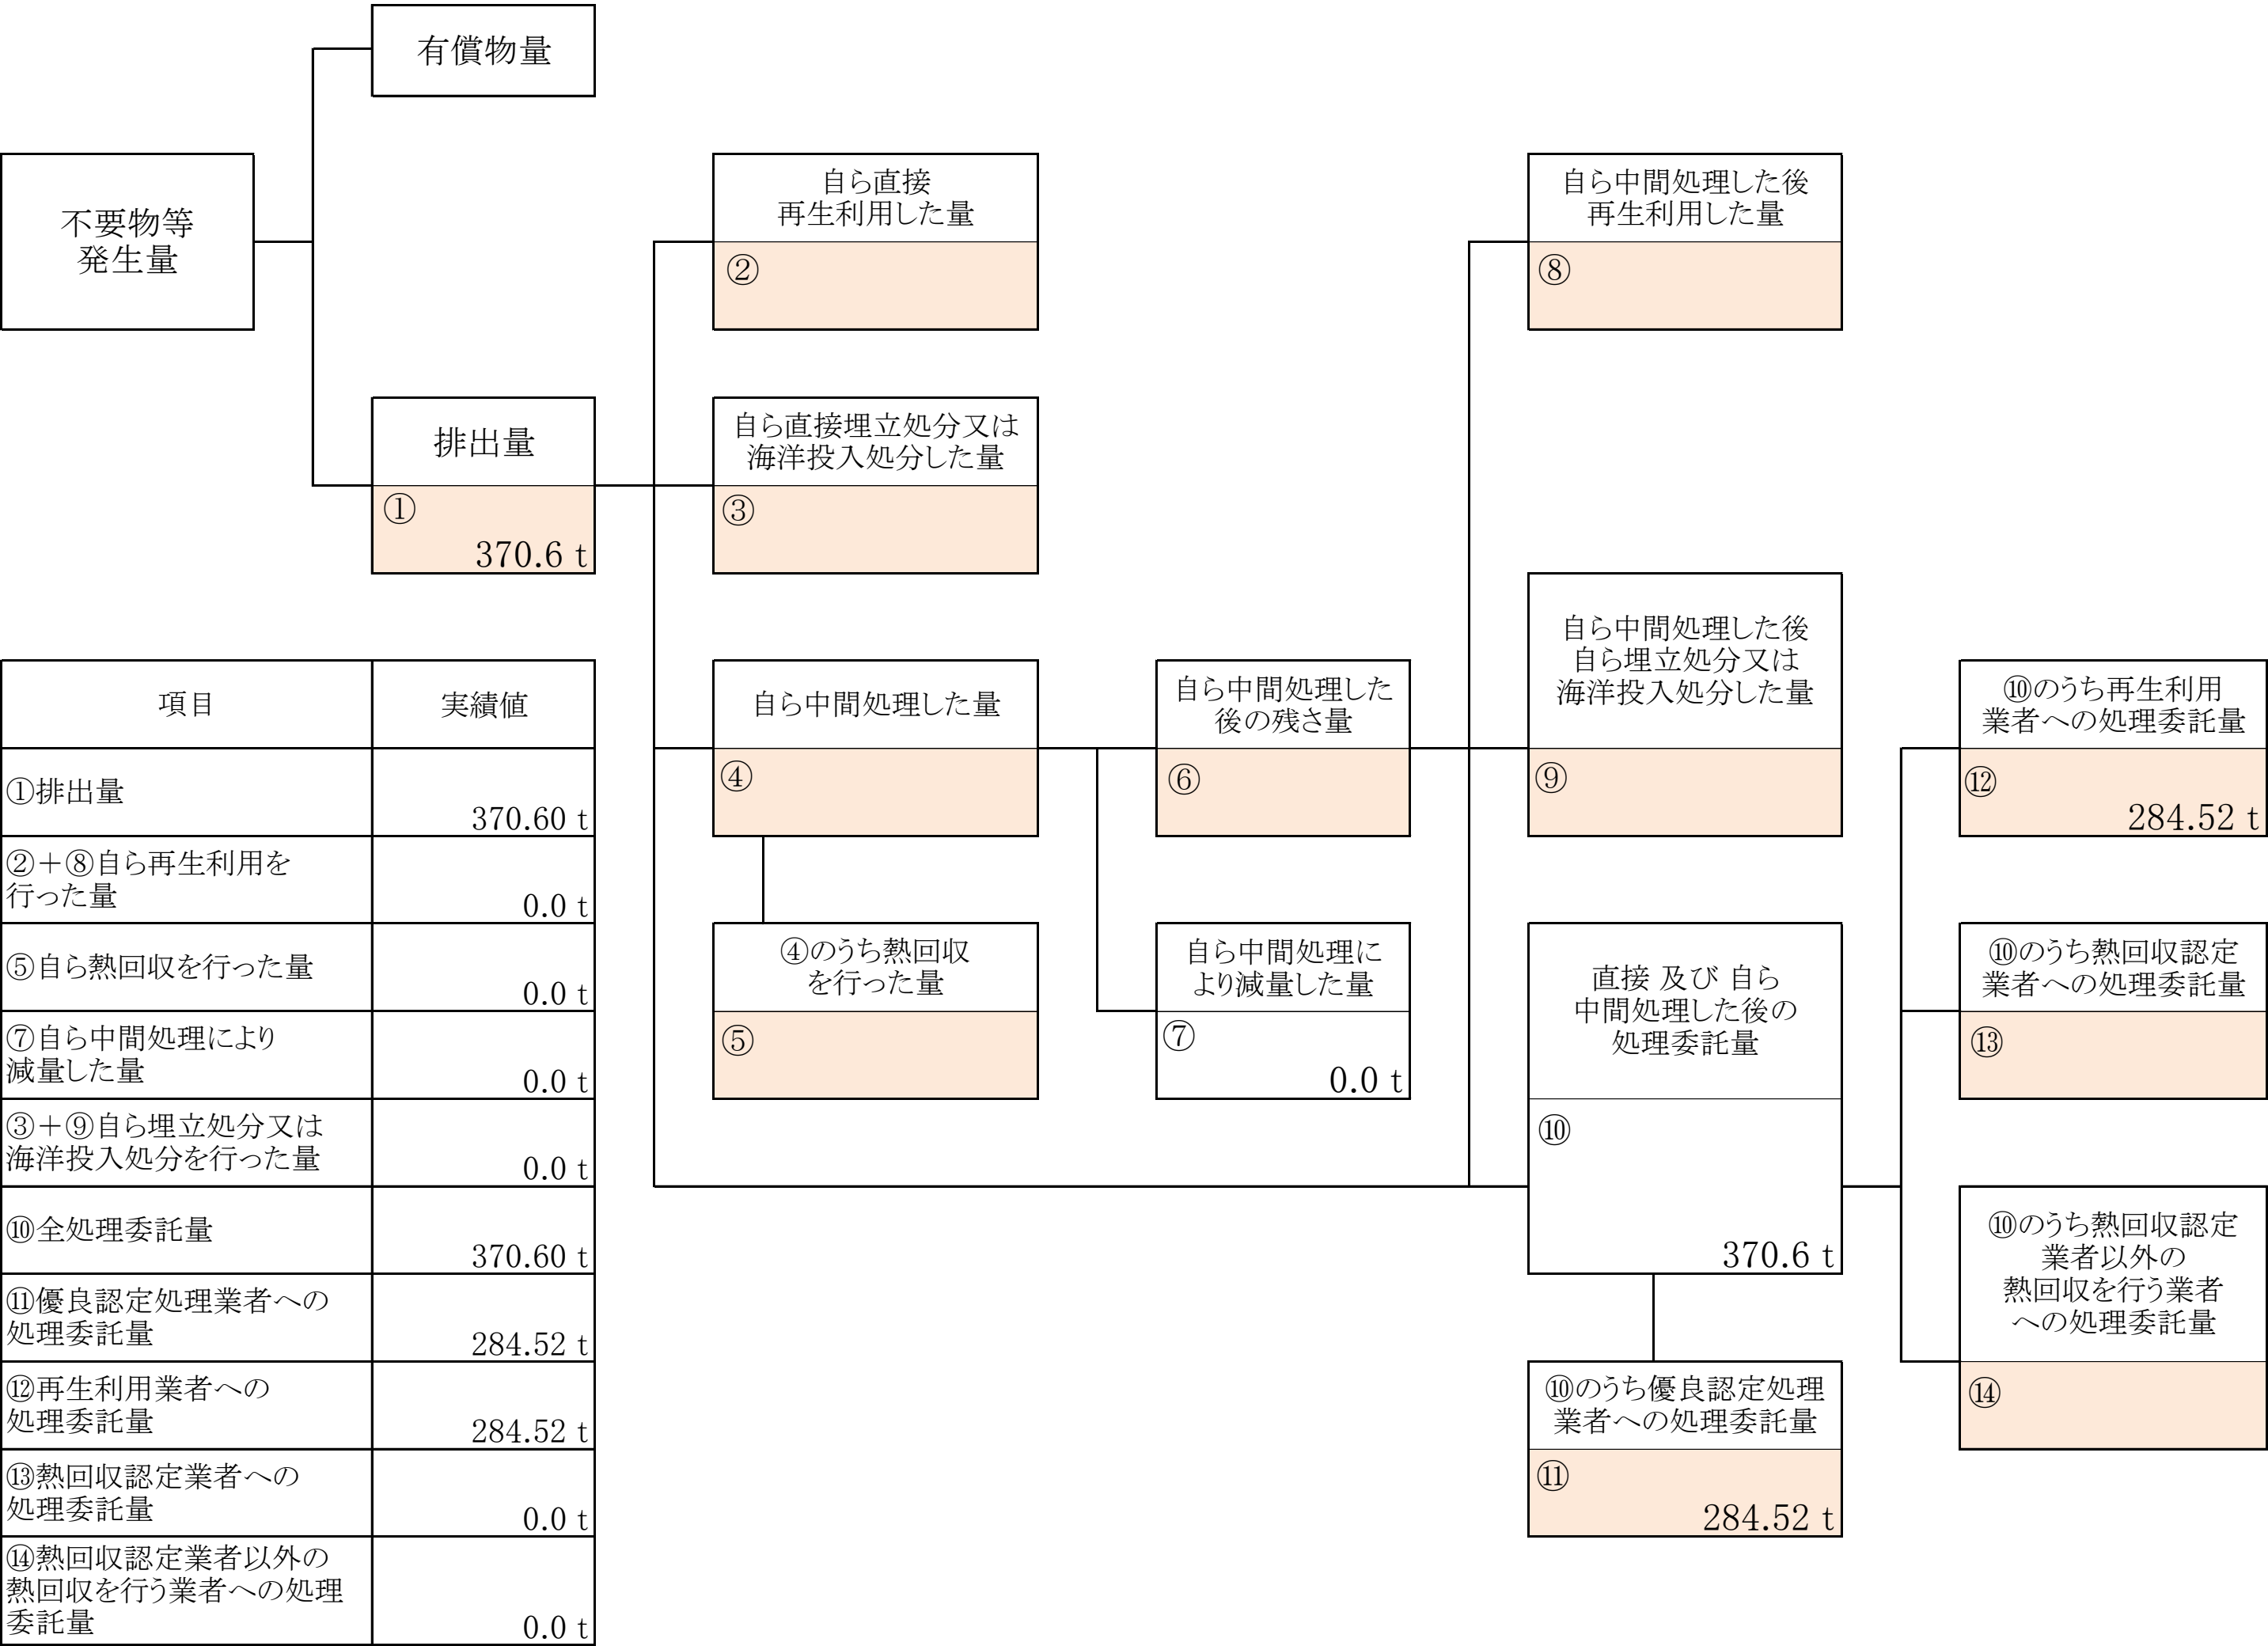 有償物量
不要物等
発生量
排出量
①
370.6 t
自ら直接
再生利用した量
②
自ら直接埋立処分又は
海洋投入処分した量
③
自ら中間処理した量
④
④のうち熱回収
を行った量
⑤
自ら中間処理した
後の残さ量
⑥
自ら中間処理に
より減量した量
⑦
0.0 t
自ら中間処理した後
再生利用した量
⑧
自ら中間処理した後
自ら埋立処分又は
海洋投入処分した量
⑨
直接 及び 自ら
中間処理した後の
処理委託量
⑩
370.6 t
⑩のうち優良認定処理
業者への処理委託量
⑪
284.52 t
⑩のうち再生利用
業者への処理委託量
⑫
284.52 t
⑩のうち熱回収認定
業者への処理委託量
⑬
⑩のうち熱回収認定
業者以外の
熱回収を行う業者
への処理委託量
⑭
項目 実績値
①排出量
370.60 t
②＋⑧自ら再生利用を
行った量
0.0 t
⑤自ら熱回収を行った量
0.0 t
⑦自ら中間処理により
減量した量
0.0 t
③＋⑨自ら埋立処分又は
海洋投入処分を行った量
0.0 t
⑩全処理委託量
370.60 t
⑪優良認定処理業者への
処理委託量
284.52 t
⑫再生利用業者への
処理委託量
284.52 t
⑬熱回収認定業者への
処理委託量
0.0 t
⑭熱回収認定業者以外の
熱回収を行う業者への処理
委託量
0.0 t